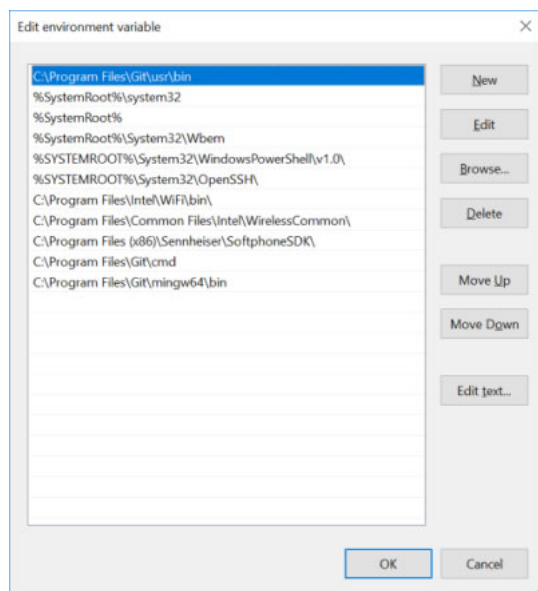 Edit environment variable
C:\Program Files\Git\usr\bin
%SystemRoot%\system32
%SystemRoot%
%SystemRoot%\System32\Wbem
%SYSTEMROOT%\System32\WindowsPowerShell\v1.0\
%SYSTEMROOT%\System32\OpenSSH\
C:\Program Files\Intel\WiFi\bin\
C:\Program Files\Common Files\Intel\WirelessCommon\
C:\Program Files (x86)\Sennheiser\SoftphoneSDK\
C:\Program Files\Git\cmd
C:\Program Files\Git\mingw64\bin
New
Edit
Browse...
Delete
Move Up
Move Down
Edit text...
OK
Cancel